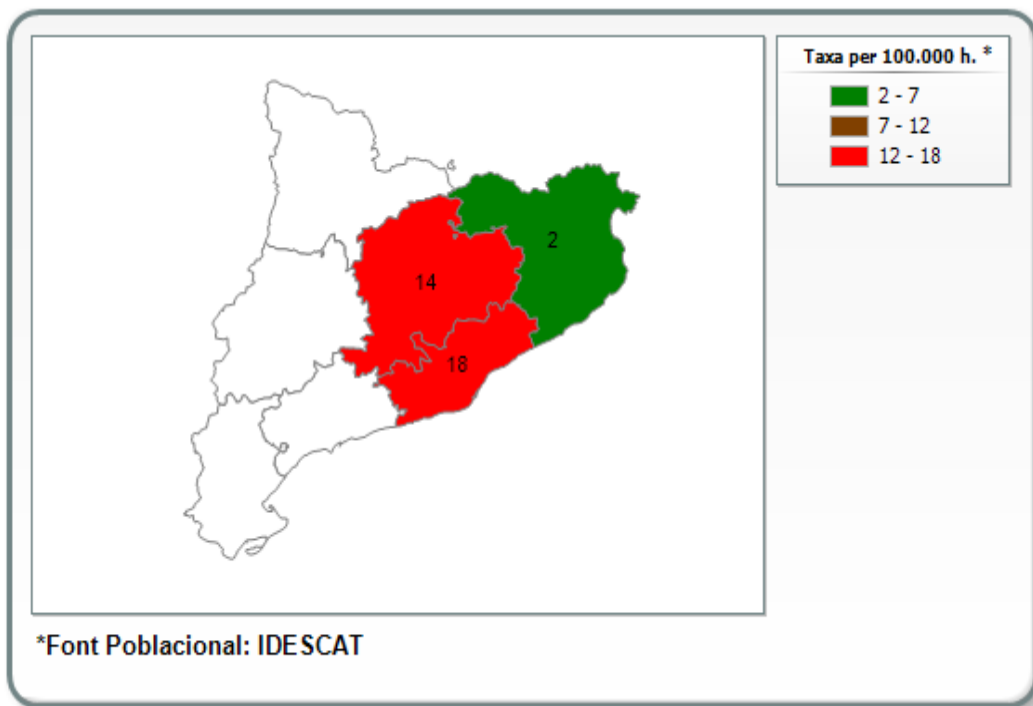 Taxa per 100.000 h. *
2 - 7
7 - 12
12 - 18
2
14
18
*Font Poblacional: IDESCAT